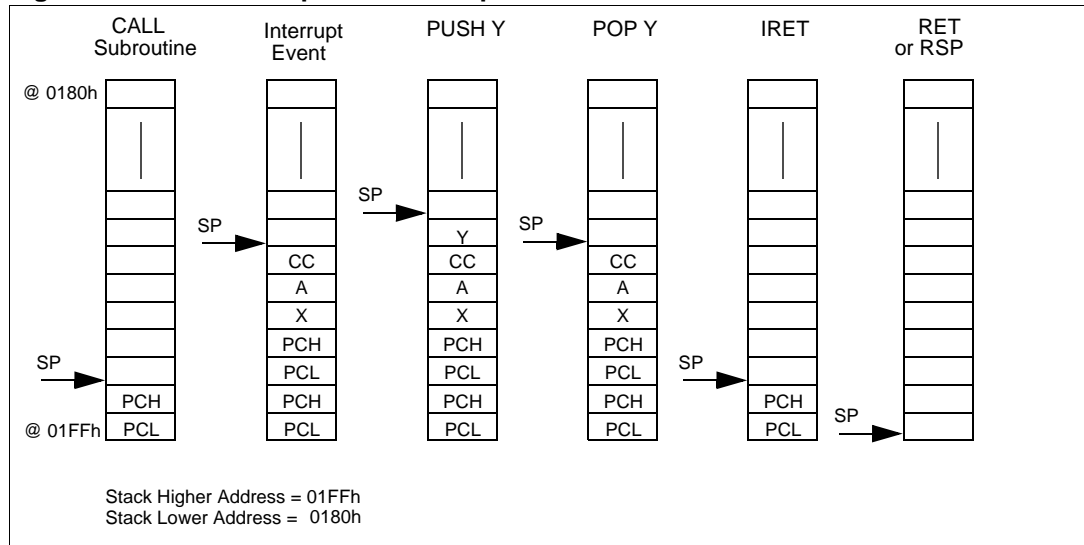 CALL
Subroutine
Interrupt
Event
PUSH Y
POP Y
IRET
RET
or RSP
@ 0180h
SP
SP
SP
Y
CC
CC
CC
A
A
A
X
X
X
PCH
PCH
PCH
SP
PCL
PCL
PCL
SP
PCH
PCH
PCH
PCH
PCH
SP
@ 01FFh
PCL
PCL
PCL
PCL
PCL
Stack Higher Address = 01FFh
Stack Lower Address = 0180h